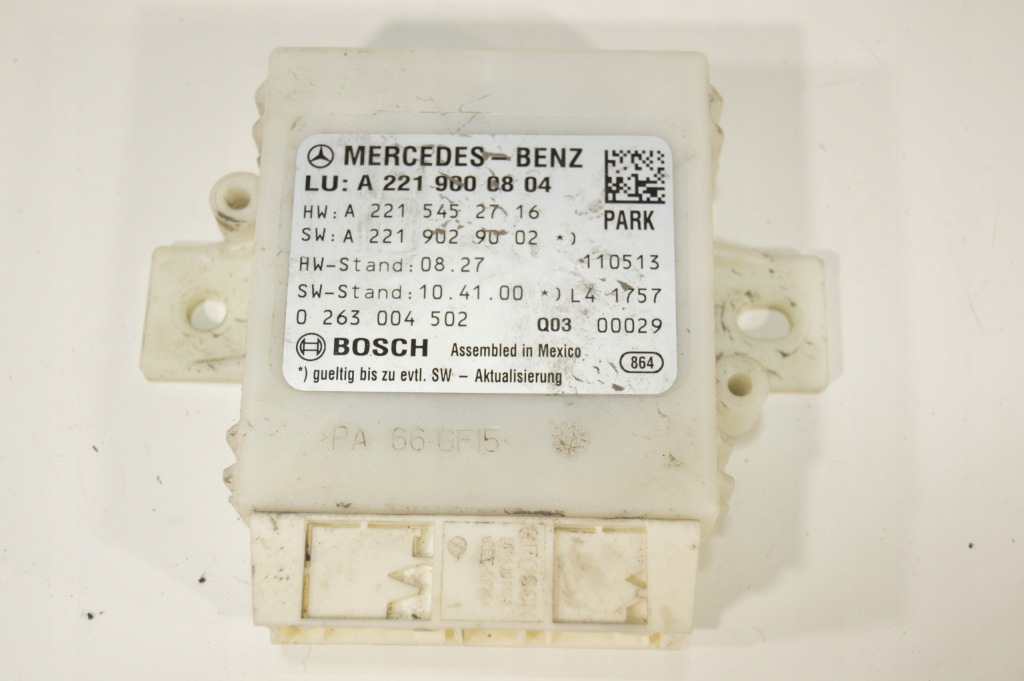 MERCEDES-BENZ
LU: A 221 900 08 04
HW: A 221 545 27 16
PARK
SW: A 221 902 90 02 *)
HW-Stand: 08.27 110513
SW-Stand: 10.41.00 *) L4 1757
0 263 004 502 Q03 00029
BOSCH Assembled in Mexico 864
*) gueltig bis zu evtl. SW - Aktualisierung
>PA 66-GF15<
BOSCH